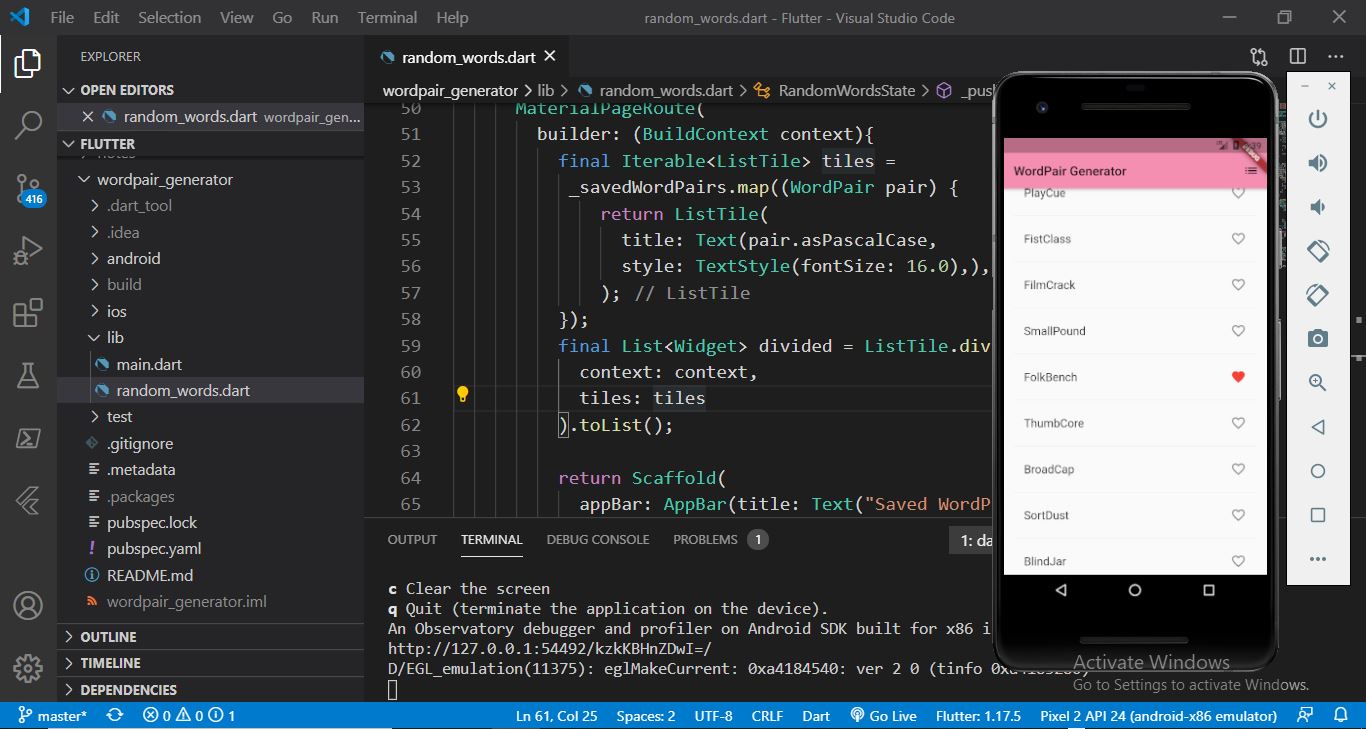 File Edit Selection View Go Run Terminal Help random_words.dart - Flutter - Visual Studio Code
EXPLORER
OPEN EDITORS
random_words.dart wordpair_gen...
FLUTTER
notes
wordpair_generator
.dart_tool
.idea
android
build
ios
lib
main.dart
random_words.dart
test
.gitignore
.metadata
.packages
pubspec.lock
pubspec.yaml
README.md
wordpair_generator.iml
OUTLINE
TIMELINE
DEPENDENCIES
416
random_words.dart
wordpair_generator > lib > random_words.dart > RandomWordsState > _pus
50 MaterialPageRoute(
51 builder: (BuildContext context){
52 final Iterable<ListTile> tiles =
53 _savedWordPairs.map((WordPair pair) {
54 return ListTile(
55 title: Text(pair.asPascalCase,
56 style: TextStyle(fontSize: 16.0),),
57 ); // ListTile
58 });
59 final List<Widget> divided = ListTile.div
60 context: context,
61 tiles: tiles
62 ).toList();
63
64 return Scaffold(
65 appBar: AppBar(title: Text("Saved WordP
OUTPUT TERMINAL DEBUG CONSOLE PROBLEMS 1 1: da
c Clear the screen
q Quit (terminate the application on the device).
An Observatory debugger and profiler on Android SDK built for x86 i
http://127.0.0.1:54492/kzkKBHnZDwI=/
D/EGL_emulation(11375): eglMakeCurrent: 0xa4184540: ver 2 0 (tinfo
WordPair Generator
PlayCue
FistClass
FilmCrack
SmallPound
FolkBench
ThumbCore
BroadCap
SortDust
BlindJar
Activate Windows
Go to Settings to activate Windows.
master* 0 0 1 Ln 61, Col 25 Spaces: 2 UTF-8 CRLF Dart Go Live Flutter: 1.17.5 Pixel 2 API 24 (android-x86 emulator)